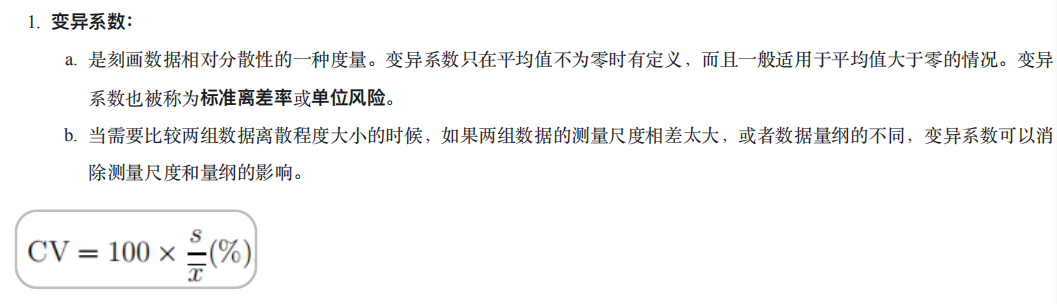 1. 变异系数：
a. 是刻画数据相对分散性的一种度量。变异系数只在平均值不为零时有定义，而且一般适用于平均值大于零的情况。变异
系数也被称为标准离差率或单位风险。
b. 当需要比较两组数据离散程度大小的时候，如果两组数据的测量尺度相差太大，或者数据量纲的不同，变异系数可以消
除测量尺度和量纲的影响。
CV = 100 × s/x̅(%)